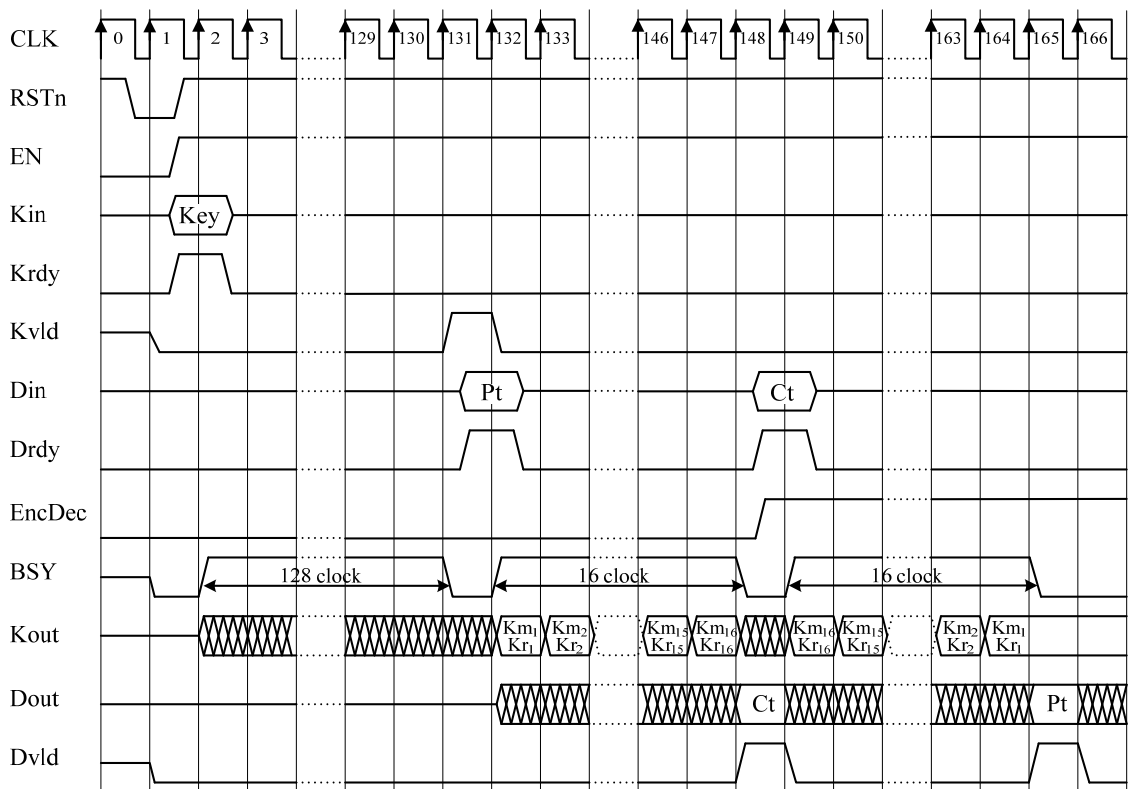 CLK 0 1 2 3 129 130 131 132 133 146 147 148 149 150 163 164 165 166
RSTn
EN
Kin Key
Krdy
Kvld
Din Pt Ct
Drdy
EncDec
BSY 128 clock 16 clock 16 clock
Kout Km1 Km2 Km15 Km16 Km16 Km15 Km2 Km1
Kr1 Kr2 Kr15 Kr16 Kr16 Kr15 Kr2 Kr1
Dout Ct Pt
Dvld